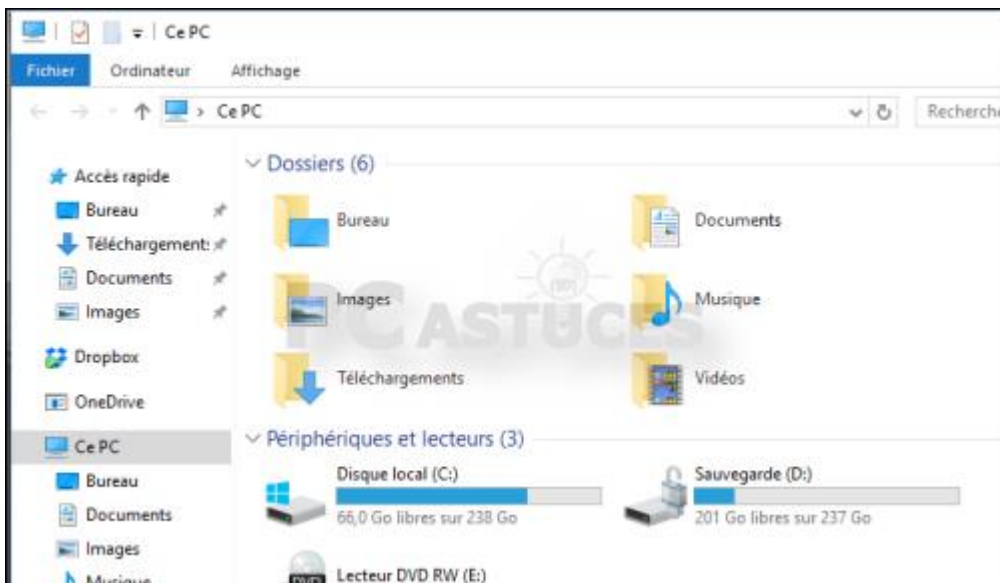 Ce PC
Fichier Ordinateur Affichage
Ce PC Recherche
Accès rapide
Bureau
Téléchargements
Documents
Images
Dropbox
OneDrive
Ce PC
Bureau
Documents
Images
Musique
Dossiers (6)
Bureau
Documents
Images
Musique
Téléchargements
Vidéos
PC ASTUCES
Périphériques et lecteurs (3)
Disque local (C:)
66,0 Go libres sur 238 Go
Sauvegarde (D:)
201 Go libres sur 237 Go
DVD
Lecteur DVD RW (E:)